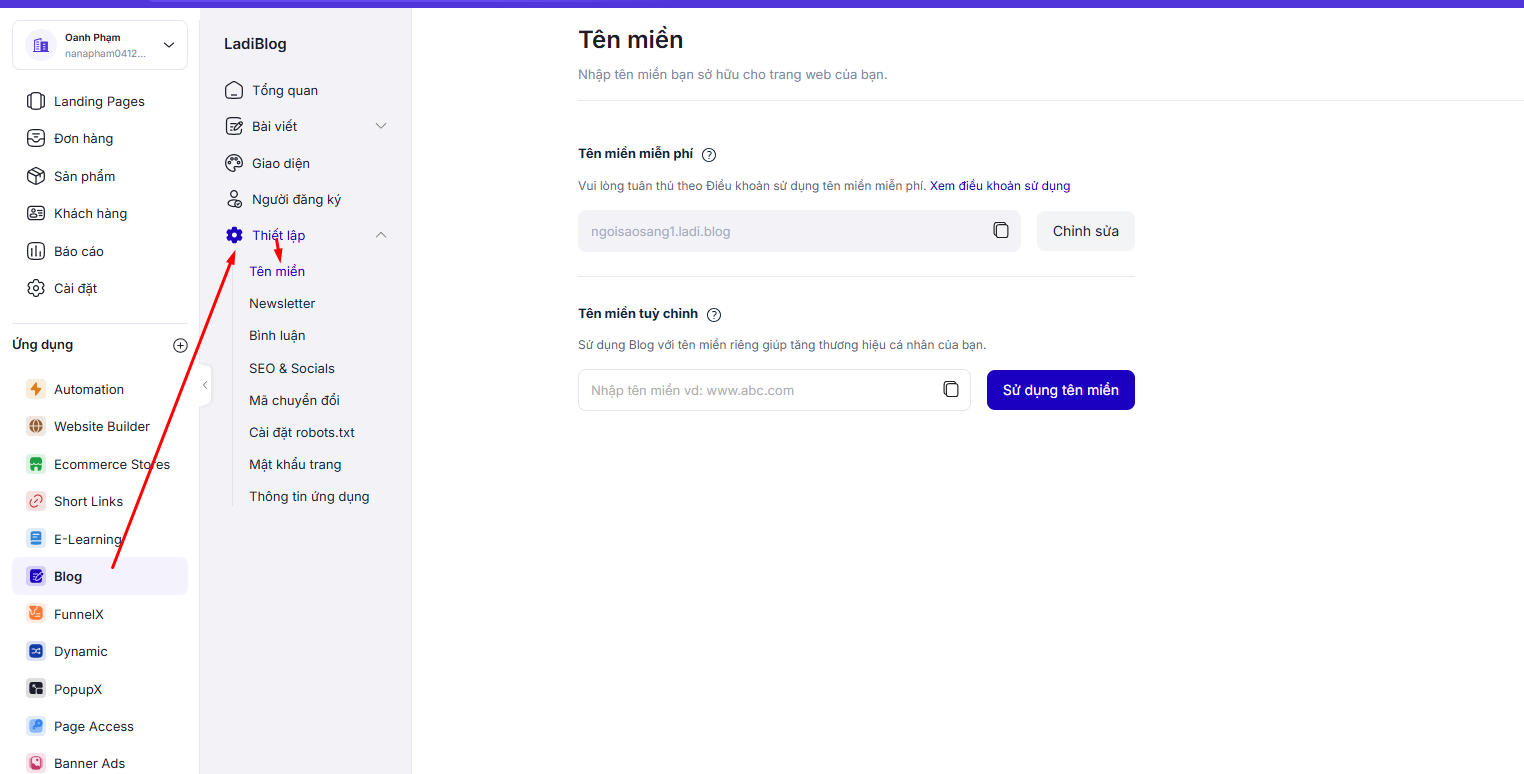 Oanh Phạm
nanapham0412...
Landing Pages
Đơn hàng
Sản phẩm
Khách hàng
Báo cáo
Cài đặt
Ứng dụng
Automation
Website Builder
Ecommerce Stores
Short Links
E-Learning
Blog
FunnelX
Dynamic
PopupX
Page Access
Banner Ads
LadiBlog
Tổng quan
Bài viết
Giao diện
Người đăng ký
Thiết lập
Tên miền
Newsletter
Bình luận
SEO & Socials
Mã chuyển đổi
Cài đặt robots.txt
Mật khẩu trang
Thông tin ứng dụng
Tên miền
Nhập tên miền bạn sở hữu cho trang web của bạn.
Tên miền miễn phí ?
Vui lòng tuân thủ theo Điều khoản sử dụng tên miền miễn phí. Xem điều khoản sử dụng
ngoisaosang1.ladi.blog
Chỉnh sửa
Tên miền tuỳ chỉnh ?
Sử dụng Blog với tên miền riêng giúp tăng thương hiệu cá nhân của bạn.
Nhập tên miền vd: www.abc.com
Sử dụng tên miền